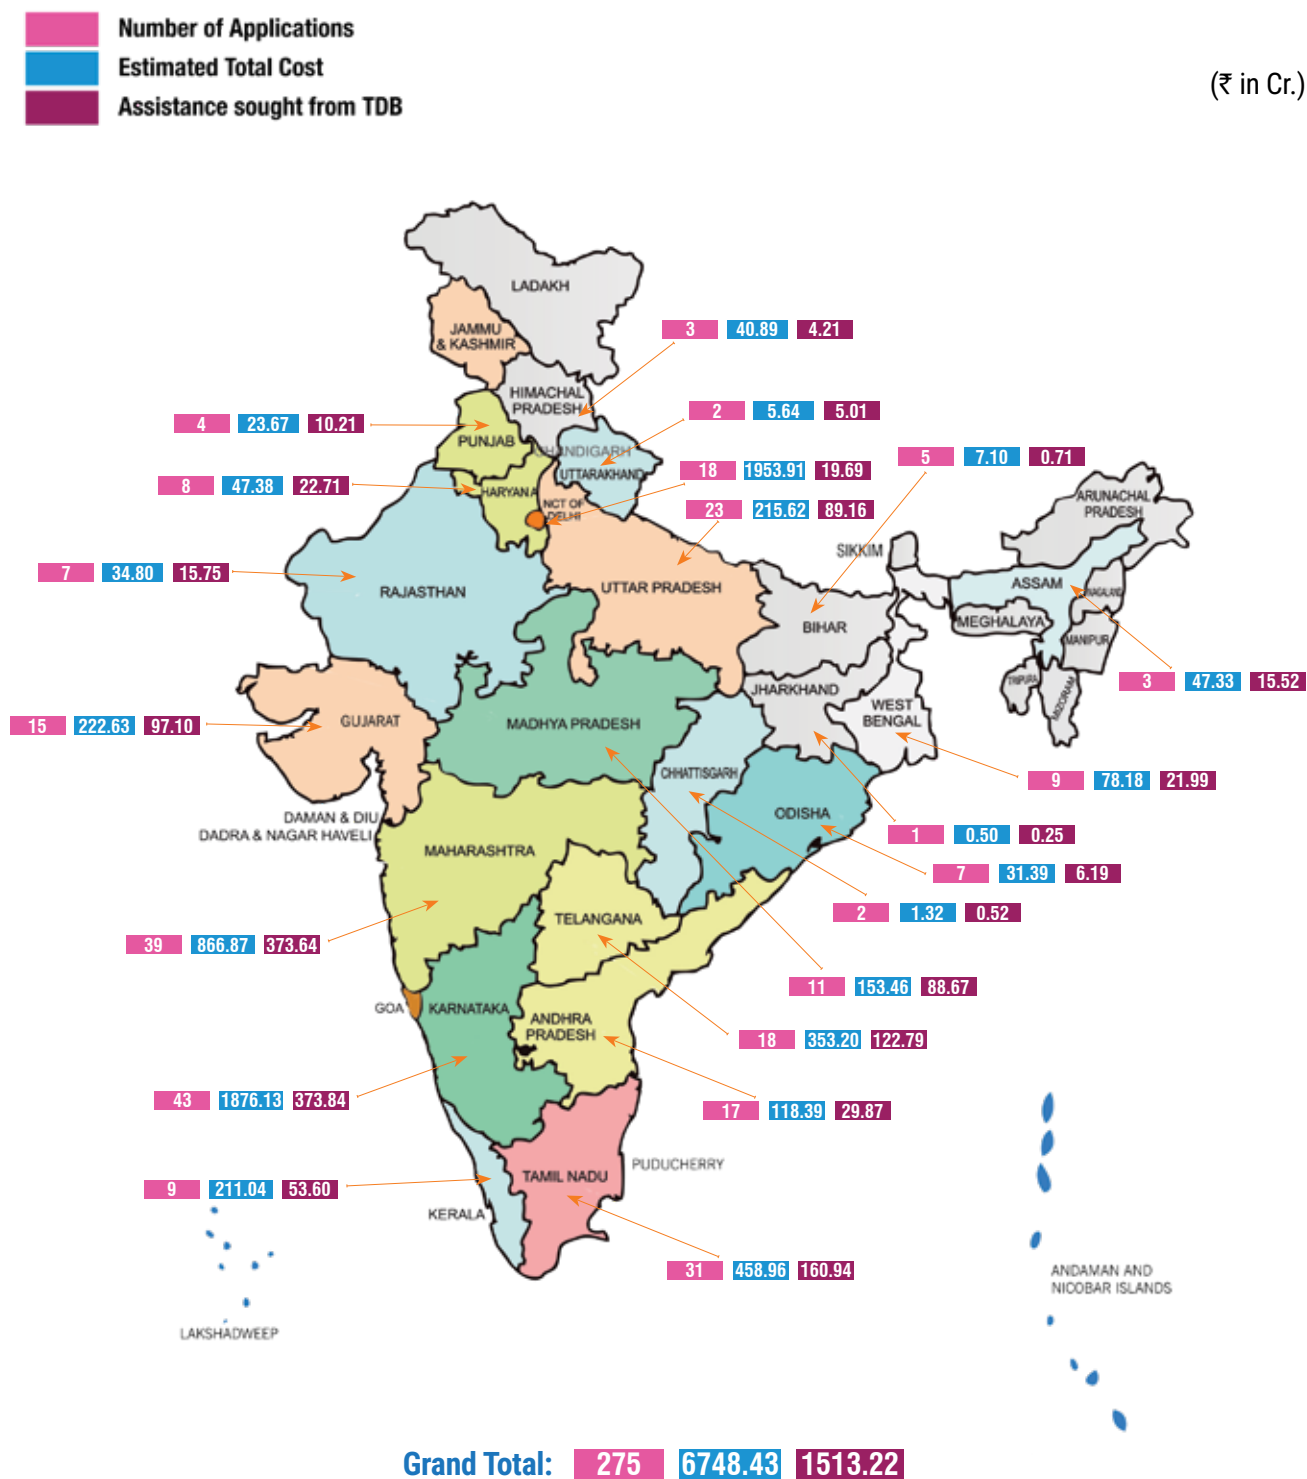 Number of Applications
Estimated Total Cost
(₹ in Cr.)
Assistance sought from TDB
LADAKH
JAMMU
& KASHMIR
3 40.89 4.21
HIMACHAL
PRADESH
2 5.64 5.01
4 23.67 10.21
PUNJAB
CHANDIGARH
UTTARAKHAND
5 7.10 0.71
18 1953.91 19.69
8 47.38 22.71
HARYANA
NCT OF
DELHI
23 215.62 89.16
ARUNACHAL
PRADESH
SIKKIM
7 34.80 15.75
RAJASTHAN
UTTAR PRADESH
ASSAM
NAGALAND
BIHAR
MEGHALAYA
MANIPUR
TRIPURA
MIZORAM
3 47.33 15.52
JHARKHAND
WEST
BENGAL
15 222.63 97.10
GUJARAT
MADHYA PRADESH
CHHATTISGARH
9 78.18 21.99
DAMAN & DIU
DADRA & NAGAR HAVELI
ODISHA
1 0.50 0.25
MAHARASHTRA
7 31.39 6.19
2 1.32 0.52
TELANGANA
39 866.87 373.64
11 153.46 88.67
GOA
KARNATAKA
ANDHRA
PRADESH
18 353.20 122.79
43 1876.13 373.84
17 118.39 29.87
PUDUCHERRY
TAMIL NADU
9 211.04 53.60
KERALA
31 458.96 160.94
ANDAMAN AND
NICOBAR ISLANDS
LAKSHADWEEP
Grand Total: 275 6748.43 1513.22